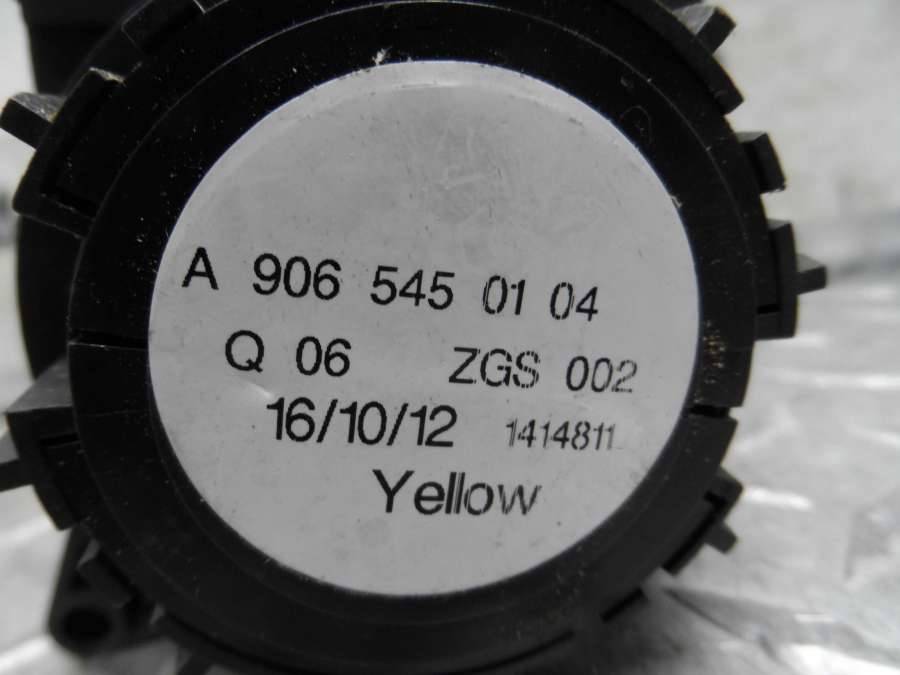 A 906 545 01 04
Q 06 ZGS 002
16/10/12 1414811
Yellow